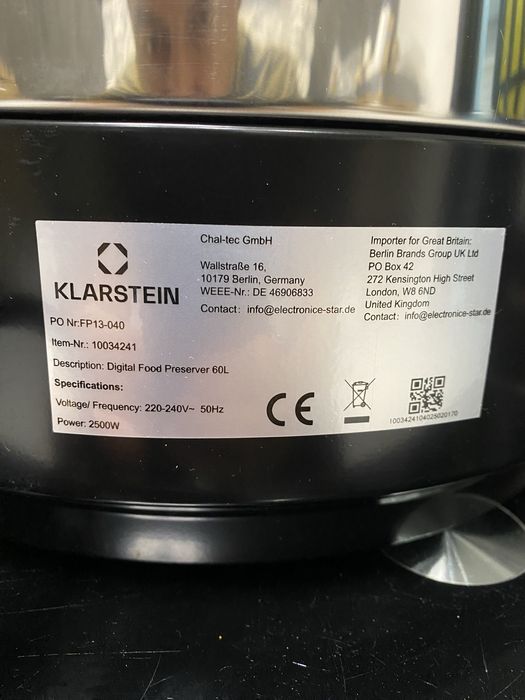 KLARSTEIN
PO Nr:FP13-040
Item-Nr.: 10034241
Description: Digital Food Preserver 60L
Specifications:
Voltage/ Frequency: 220-240V~ 50Hz
Power: 2500W
Chal-tec GmbH
Wallstraße 16,
10179 Berlin, Germany
WEEE-Nr.: DE 46906833
Contact: info@electronice-star.de
Importer for Great Britain:
Berlin Brands Group UK Ltd
PO Box 42
272 Kensington High Street
London, W8 6ND
United Kingdom
Contact: info@electronice-star.de
CE
1003424104025020170